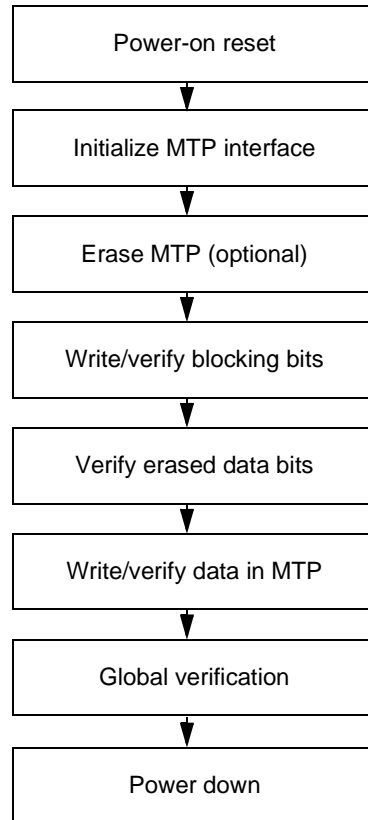 Power-on reset
Initialize MTP interface
Erase MTP (optional)
Write/verify blocking bits
Verify erased data bits
Write/verify data in MTP
Global verification
Power down